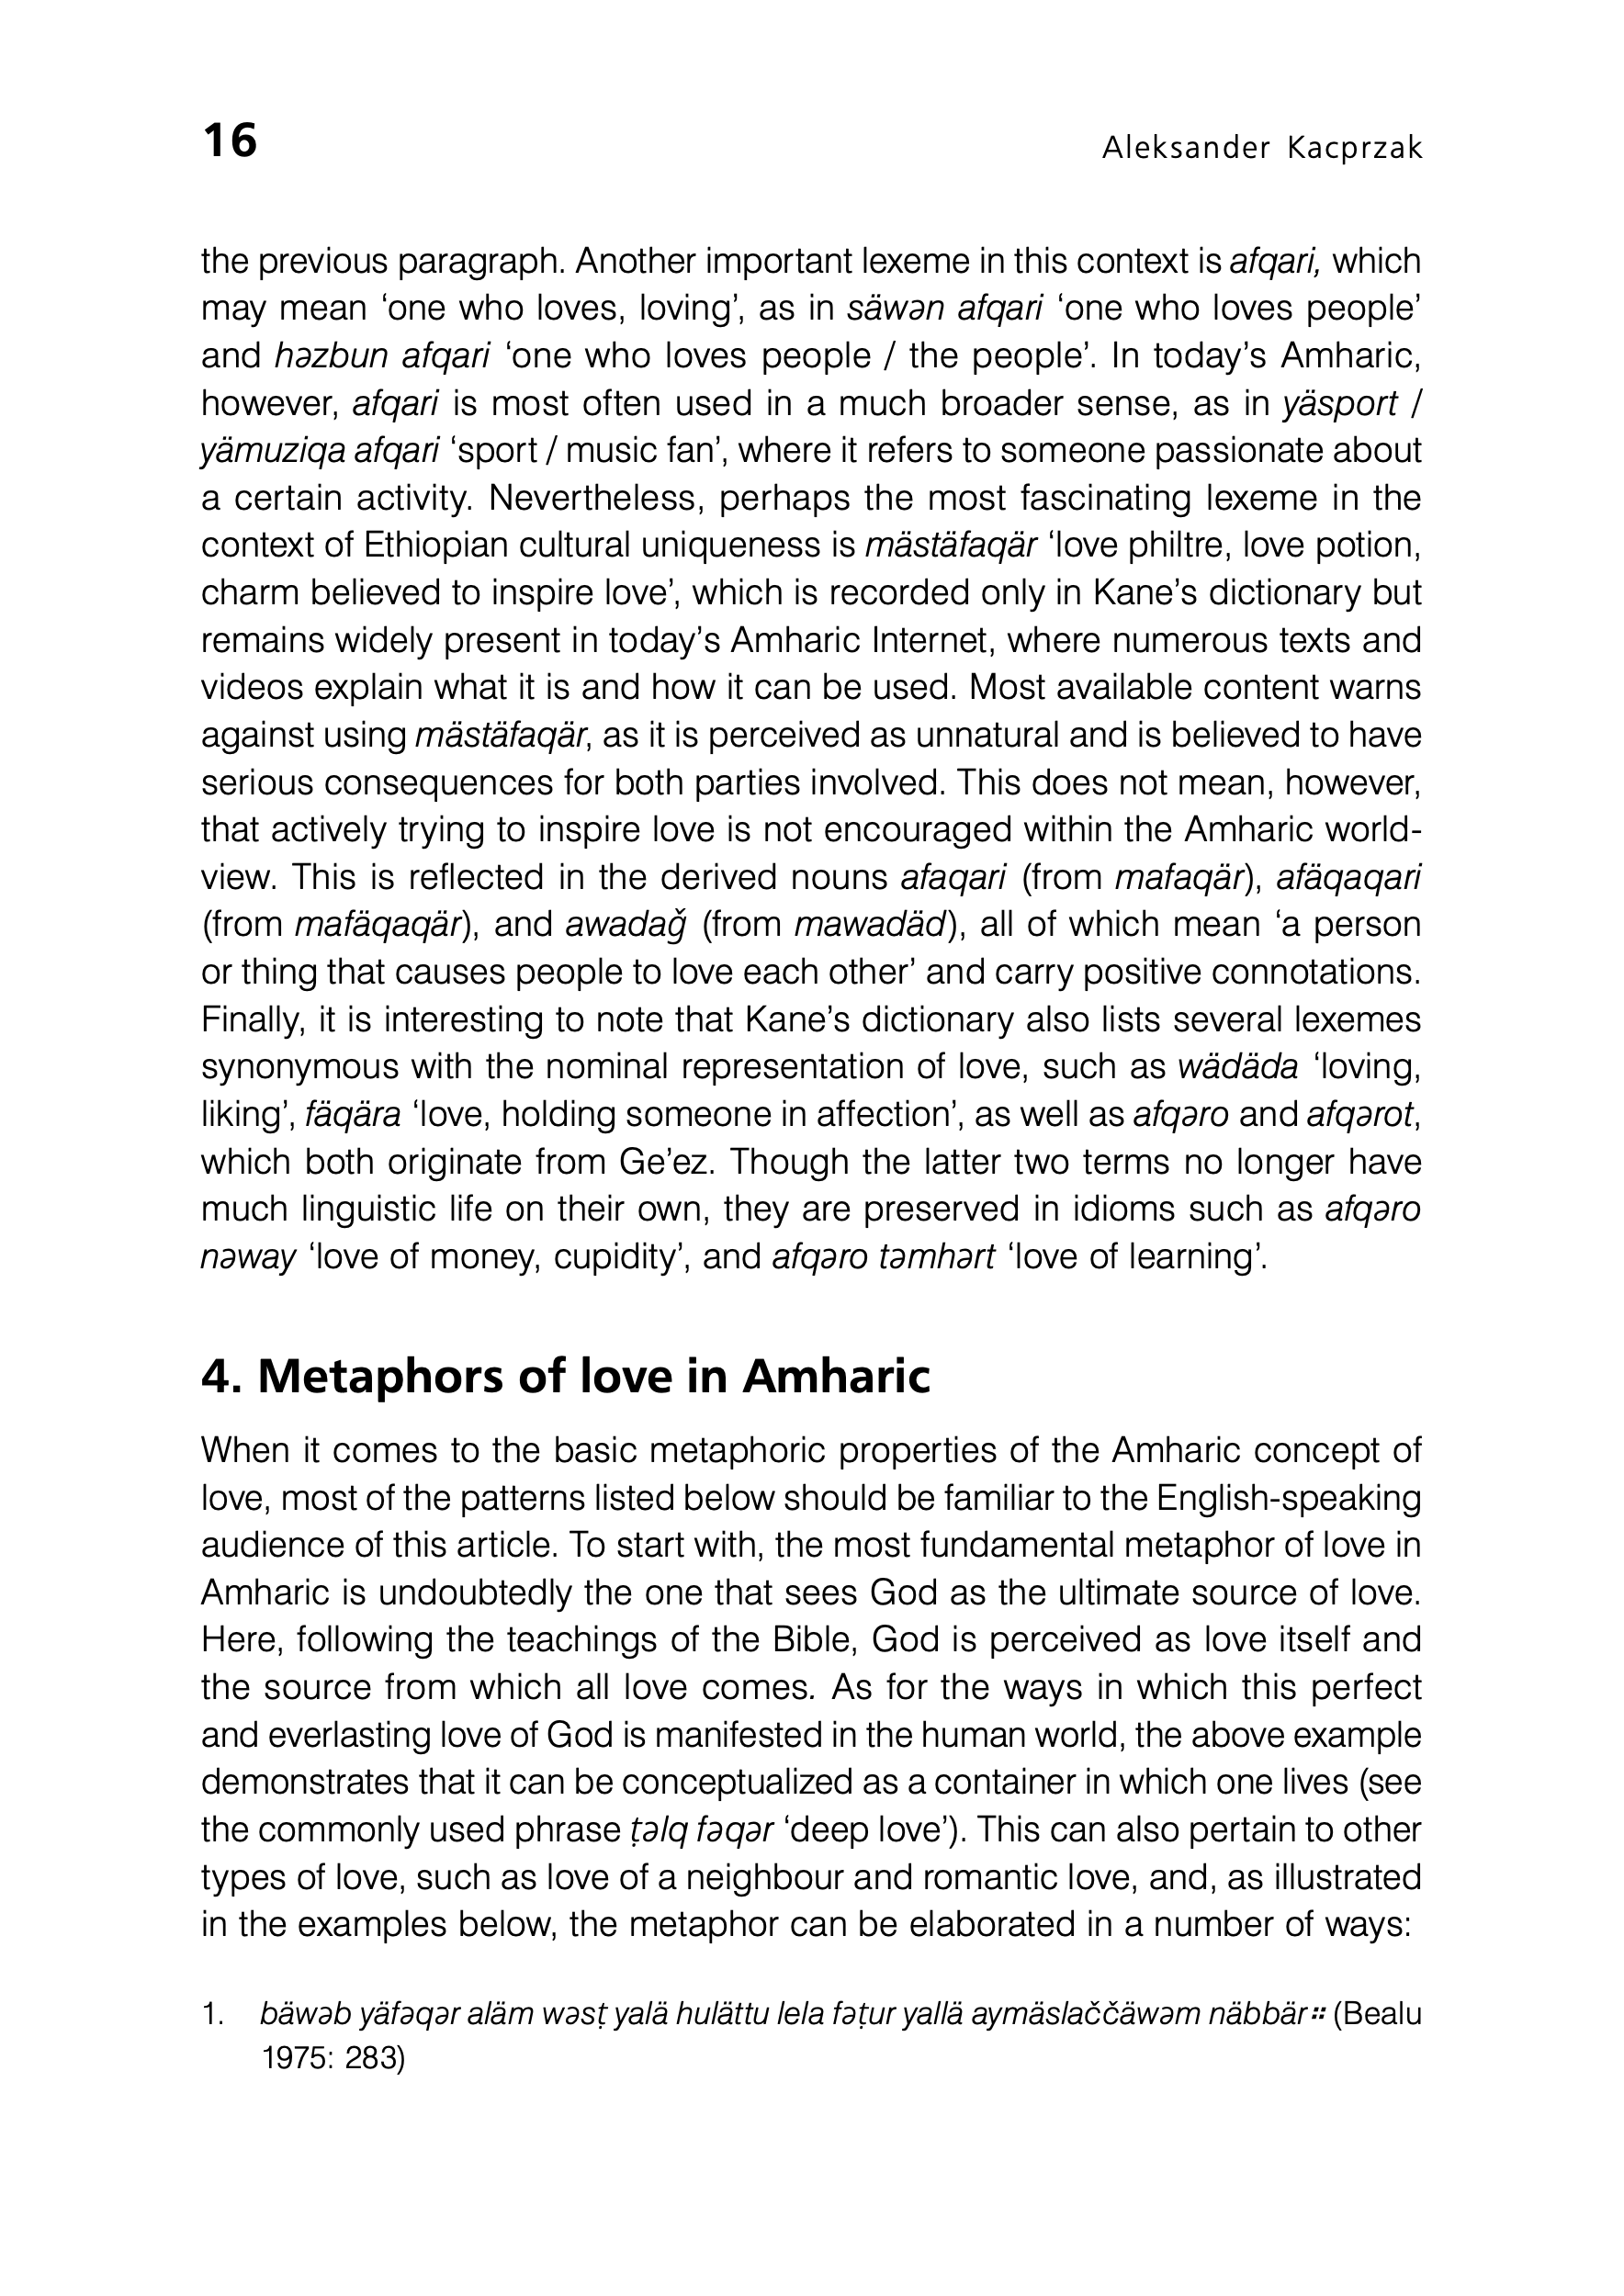 16
Aleksander Kacprzak
the previous paragraph. Another important lexeme in this context is afqari, which
may mean ‘one who loves, loving’, as in säwən afqari ‘one who loves people’
and həzbun afqari ‘one who loves people / the people’. In today’s Amharic,
however, afqari is most often used in a much broader sense, as in yäsport /
yämuziqa afqari ‘sport / music fan’, where it refers to someone passionate about
a certain activity. Nevertheless, perhaps the most fascinating lexeme in the
context of Ethiopian cultural uniqueness is mästäfaqär ‘love philtre, love potion,
charm believed to inspire love’, which is recorded only in Kane’s dictionary but
remains widely present in today’s Amharic Internet, where numerous texts and
videos explain what it is and how it can be used. Most available content warns
against using mästäfaqär, as it is perceived as unnatural and is believed to have
serious consequences for both parties involved. This does not mean, however,
that actively trying to inspire love is not encouraged within the Amharic world-
view. This is reflected in the derived nouns afaqari (from mafaqär), afäqaqari
(from mafäqaqär), and awadaǧ (from mawadäd), all of which mean ‘a person
or thing that causes people to love each other’ and carry positive connotations.
Finally, it is interesting to note that Kane’s dictionary also lists several lexemes
synonymous with the nominal representation of love, such as wädäda ‘loving,
liking’, fäqära ‘love, holding someone in affection’, as well as afqəro and afqərot,
which both originate from Ge’ez. Though the latter two terms no longer have
much linguistic life on their own, they are preserved in idioms such as afqəro
nəway ‘love of money, cupidity’, and afqəro təmhərt ‘love of learning’.
4. Metaphors of love in Amharic
When it comes to the basic metaphoric properties of the Amharic concept of
love, most of the patterns listed below should be familiar to the English-speaking
audience of this article. To start with, the most fundamental metaphor of love in
Amharic is undoubtedly the one that sees God as the ultimate source of love.
Here, following the teachings of the Bible, God is perceived as love itself and
the source from which all love comes. As for the ways in which this perfect
and everlasting love of God is manifested in the human world, the above example
demonstrates that it can be conceptualized as a container in which one lives (see
the commonly used phrase ṭəlq fəqər ‘deep love’). This can also pertain to other
types of love, such as love of a neighbour and romantic love, and, as illustrated
in the examples below, the metaphor can be elaborated in a number of ways:
1. bäwəb yäfəqər aläm wəsṭ yalä hulättu lela fəṭur yallä aymäslaččäwəm näbbär። (Bealu
1975: 283)